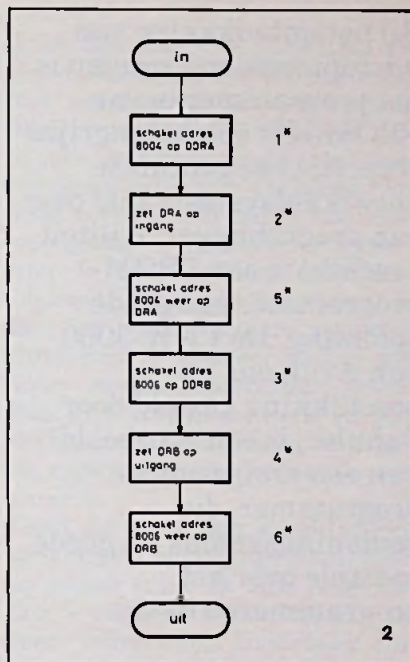 in
schakel adres
8004 op DDRA
1*
zet DRA op
ingang
2*
schakel adres
8004 weer op
DRA
5*
schakel adres
8006 op DDRB
3*
zet DRB op
uitgang
4*
schakel adres
8006 weer op
DRB
6*
uit
2